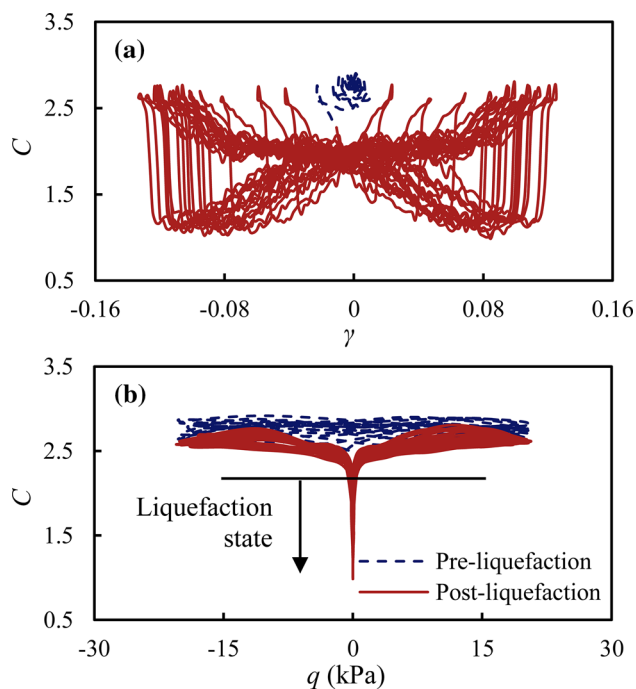 3.5
(a)
2.5
C
1.5
0.5
-0.16
-0.08
0
0.08
0.16
γ
3.5
(b)
2.5
C
Liquefaction
state
1.5
Pre-liquefaction
Post-liquefaction
0.5
-30
-15
0
15
30
q (kPa)